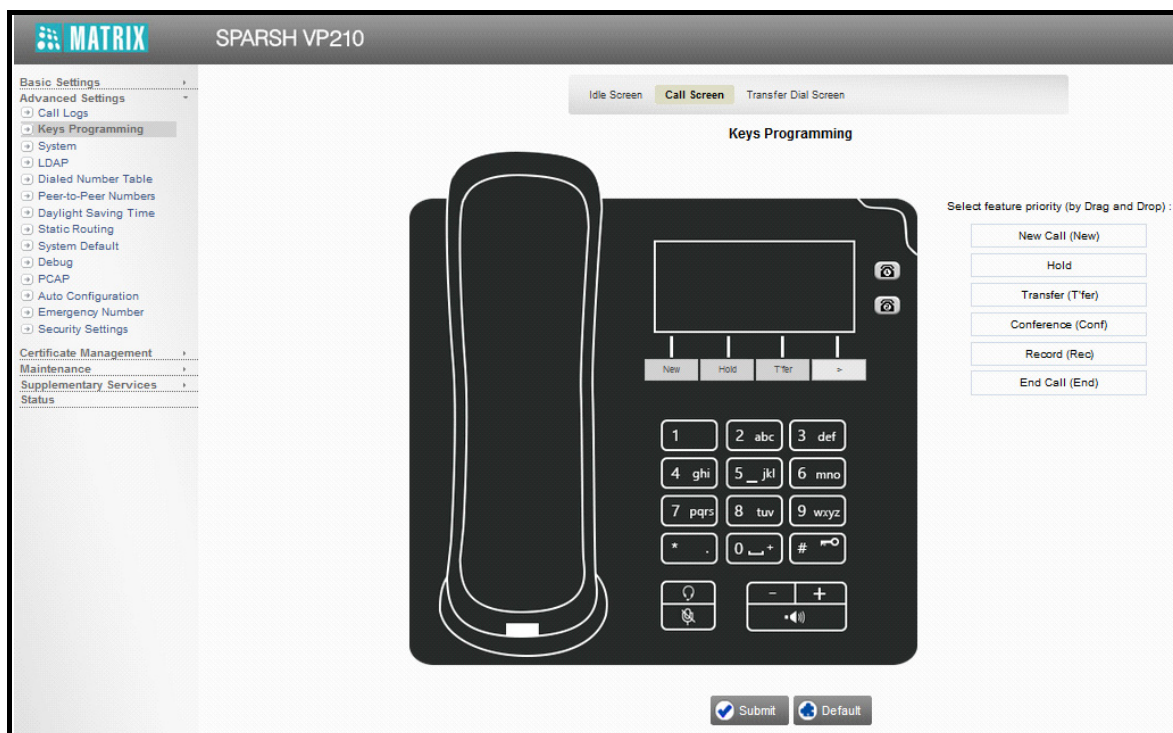 MATRIX
SPARSH VP210
Basic Settings
Advanced Settings
Call Logs
Keys Programming
System
LDAP
Dialed Number Table
Peer-to-Peer Numbers
Daylight Saving Time
Static Routing
System Default
Debug
PCAP
Auto Configuration
Emergency Number
Security Settings
Certificate Management
Maintenance
Supplementary Services
Status
Idle Screen Call Screen Transfer Dial Screen
Keys Programming
New Hold T'fer >
1 2 abc 3 def
4 ghi 5 _ jkl 6 mno
7 pqrs 8 tuv 9 wxyz
* . 0 + #
- +
Select feature priority (by Drag and Drop) :
New Call (New)
Hold
Transfer (T'fer)
Conference (Conf)
Record (Rec)
End Call (End)
Submit Default